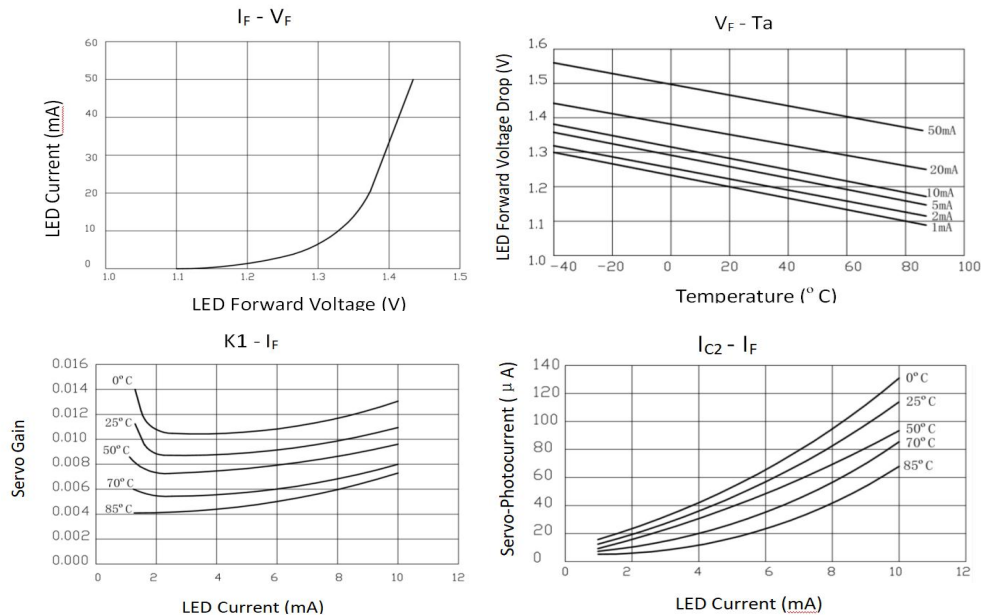 I_F - V_F
LED Current (mA)
60
50
40
30
20
10
0
1.0 1.1 1.2 1.3 1.4 1.5
LED Forward Voltage (V)
V_F - Ta
LED Forward Voltage Drop (V)
1.6
1.5
1.4
1.3
1.2
1.1
1.0
50mA
20mA
10mA
5mA
2mA
1mA
-40 -20 0 20 40 60 80 100
Temperature (° C)
K1 - I_F
Servo Gain
0.016
0.014
0.012
0.010
0.008
0.006
0.004
0.002
0.000
0°C
25°C
50°C
70°C
85°C
0 2 4 6 8 10 12
LED Current (mA)
I_C2 - I_F
Servo-Photocurrent ( μ A)
140
120
100
80
60
40
20
0
0°C
25°C
50°C
70°C
85°C
0 2 4 6 8 10 12
LED Current (mA)